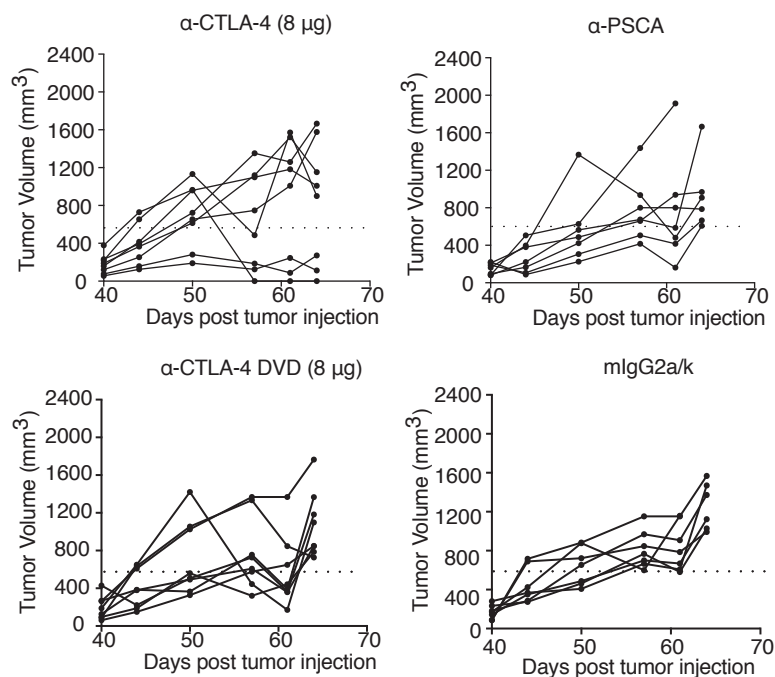 α-CTLA-4 (8 µg)
Tumor Volume (mm3)
2400
2000
1600
1200
800
400
0
40 50 60 70
Days post tumor injection
α-PSCA
Tumor Volume (mm3)
2400
2000
1600
1200
800
400
0
40 50 60 70
Days post tumor injection
α-CTLA-4 DVD (8 µg)
Tumor Volume (mm3)
2400
2000
1600
1200
800
400
0
40 50 60 70
Days post tumor injection
mIgG2a/k
Tumor Volume (mm3)
2400
2000
1600
1200
800
400
0
40 50 60 70
Days post tumor injection